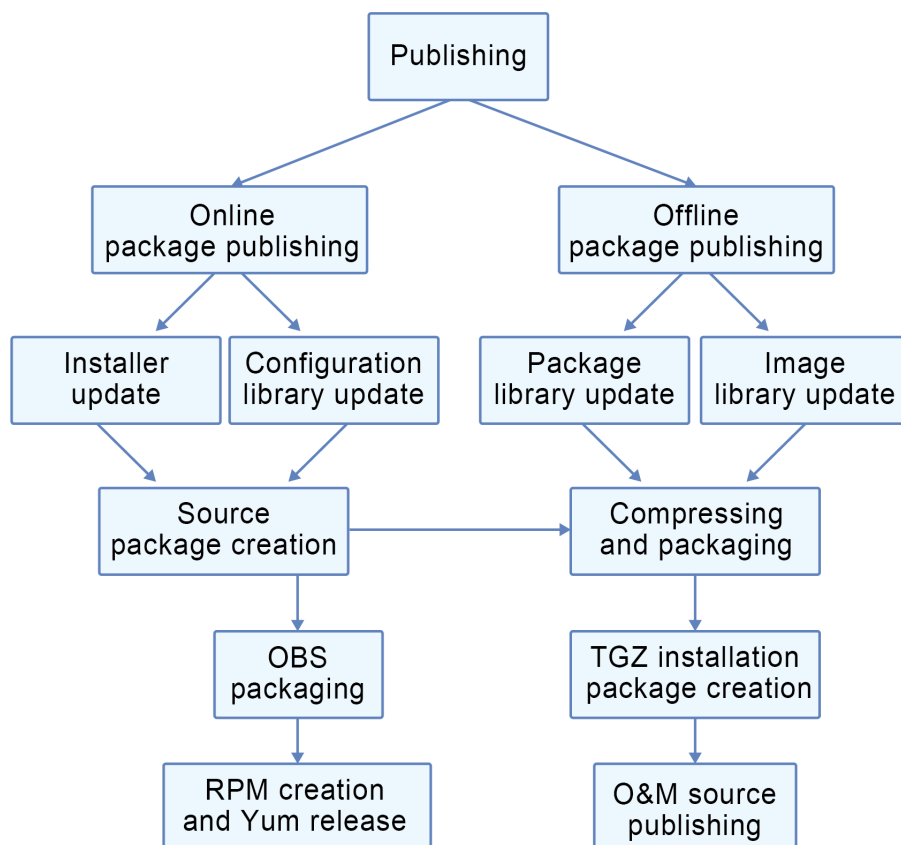 Publishing
Online
package publishing
Offline
package publishing
Installer
update
Configuration
library update
Package
library update
Image
library update
Source
package creation
Compressing
and packaging
OBS
packaging
TGZ installation
package creation
RPM creation
and Yum release
O&M source
publishing